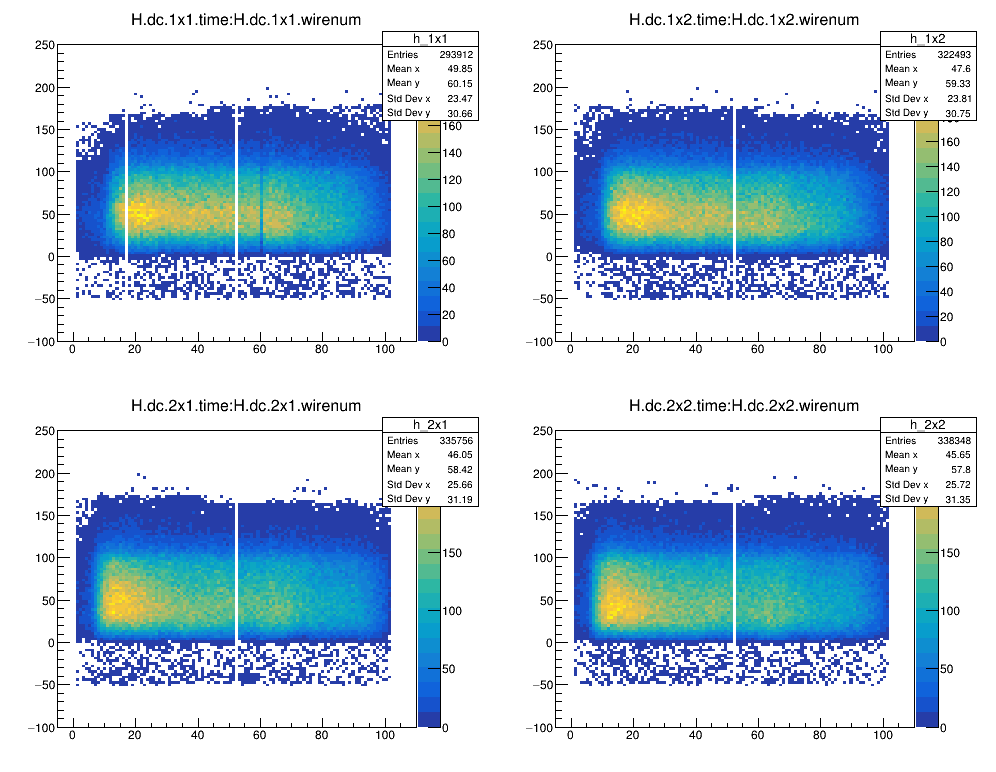 H.dc.1x1.time:H.dc.1x1.wirenum
h_1x1
Entries 293912
Mean x 49.85
Mean y 60.15
Std Dev x 23.47
Std Dev y 30.66
250
200
150
100
50
0
−50
−100
0 20 40 60 80 100
160
140
120
100
80
60
40
20
0
H.dc.1x2.time:H.dc.1x2.wirenum
h_1x2
Entries 322493
Mean x 47.6
Mean y 59.33
Std Dev x 23.81
Std Dev y 30.75
250
200
150
100
50
0
−50
−100
0 20 40 60 80 100
160
140
120
100
80
60
40
20
0
H.dc.2x1.time:H.dc.2x1.wirenum
h_2x1
Entries 335756
Mean x 46.05
Mean y 58.42
Std Dev x 25.66
Std Dev y 31.19
250
200
150
100
50
0
−50
−100
0 20 40 60 80 100
150
100
50
0
H.dc.2x2.time:H.dc.2x2.wirenum
h_2x2
Entries 338348
Mean x 45.65
Mean y 57.8
Std Dev x 25.72
Std Dev y 31.35
250
200
150
100
50
0
−50
−100
0 20 40 60 80 100
150
100
50
0